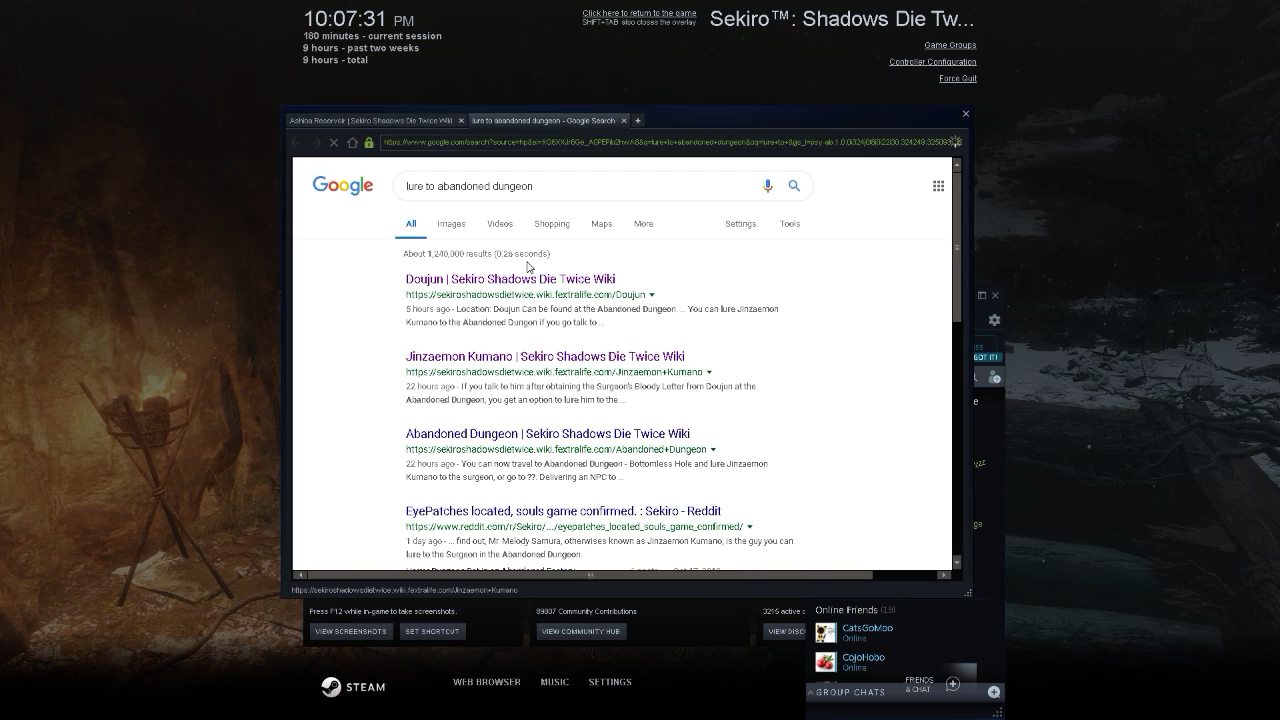 10:07:31 PM
180 minutes - current session
9 hours - past two weeks
9 hours - total
Click here to return to the game
SHIFT+TAB also closes the overlay
Sekiro™: Shadows Die Tw...
Game Groups
Controller Configuration
Force Quit
Ashina Reservoir | Sekiro Shadows Die Twice Wiki
lure to abandoned dungeon - Google Search
Google
lure to abandoned dungeon
All Images Videos Shopping Maps More Settings Tools
About 1,240,000 results (0.26 seconds)
Doujun | Sekiro Shadows Die Twice Wiki
https://sekiroshadowsdietwice.wiki.fextralife.com/Doujun
5 hours ago - Location: Doujun Can be found at the Abandoned Dungeon. ... You can lure Jinzaemon
Kumano to the Abandoned Dungon if you go talk to ...
Jinzaemon Kumano | Sekiro Shadows Die Twice Wiki
https://sekiroshadowsdietwice.wiki.fextralife.com/Jinzaemon+Kumano
22 hours ago - If you talk to him after obtaining the Surgeon's Bloody Letter from Doujun at the
Abandoned Dungeon, you get an option to lure him to the ...
Abandoned Dungeon | Sekiro Shadows Die Twice Wiki
https://sekiroshadowsdietwice.wiki.fextralife.com/Abandoned+Dungeon
22 hours ago - You can now travel to Abandoned Dungeon - Bottomless Hole and lure Jinzaemon
Kumano to the surgeon, or go to ??. Delivering an NPC to ...
EyePatches located, souls game confirmed. : Sekiro - Reddit
https://www.reddit.com/r/Sekiro/.../eyepatches_located_souls_game_confirmed/
1 day ago - ... find out, Mr. Melody Samura, otherwises known as Jinzaemon Kumano, is the guy you can
lure to the Surgeon in the Abandoned Dungeon.
https://sekiroshadowsdietwice.wiki.fextralife.com/Jinzaemon+Kumano
GOT IT!
Press F12 while in-game to take screenshots.
VIEW SCREENSHOTS SET SHORTCUT
89807 Community Contributions
VIEW COMMUNITY HUB
3215 active
VIEW DISC
Online Friends (19)
CatsGoMoo
Online
CojoHobo
Online
FRIENDS
& CHAT
GROUP CHATS
STEAM
WEB BROWSER MUSIC SETTINGS